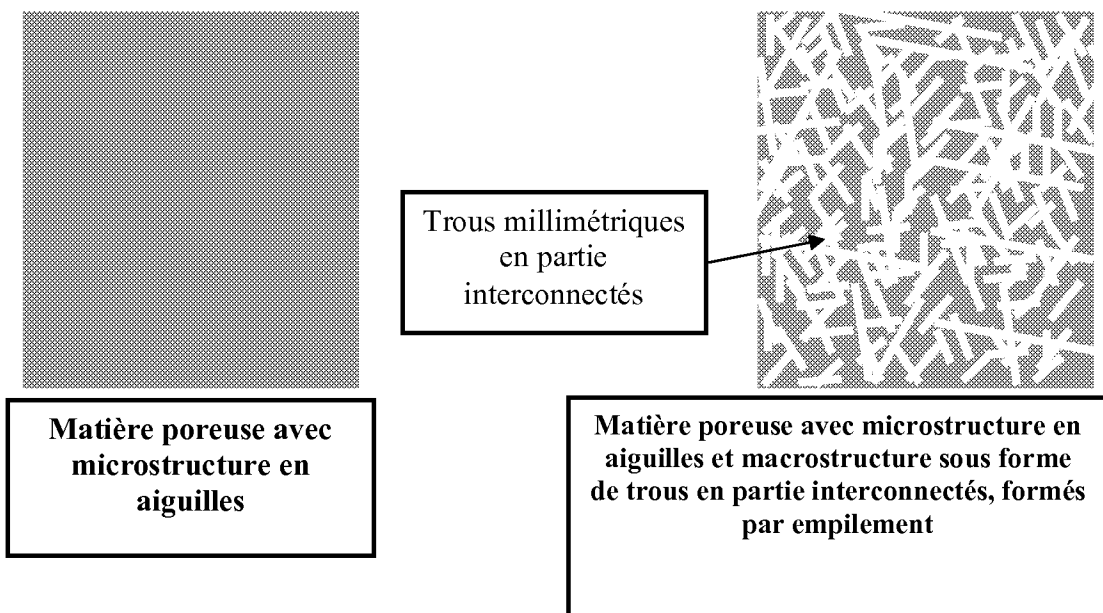 Trous millimétriques
en partie
interconnectés
Matière poreuse avec
microstructure en
aiguilles
Matière poreuse avec microstructure en
aiguilles et macrostructure sous forme
de trous en partie interconnectés, formés
par empilement